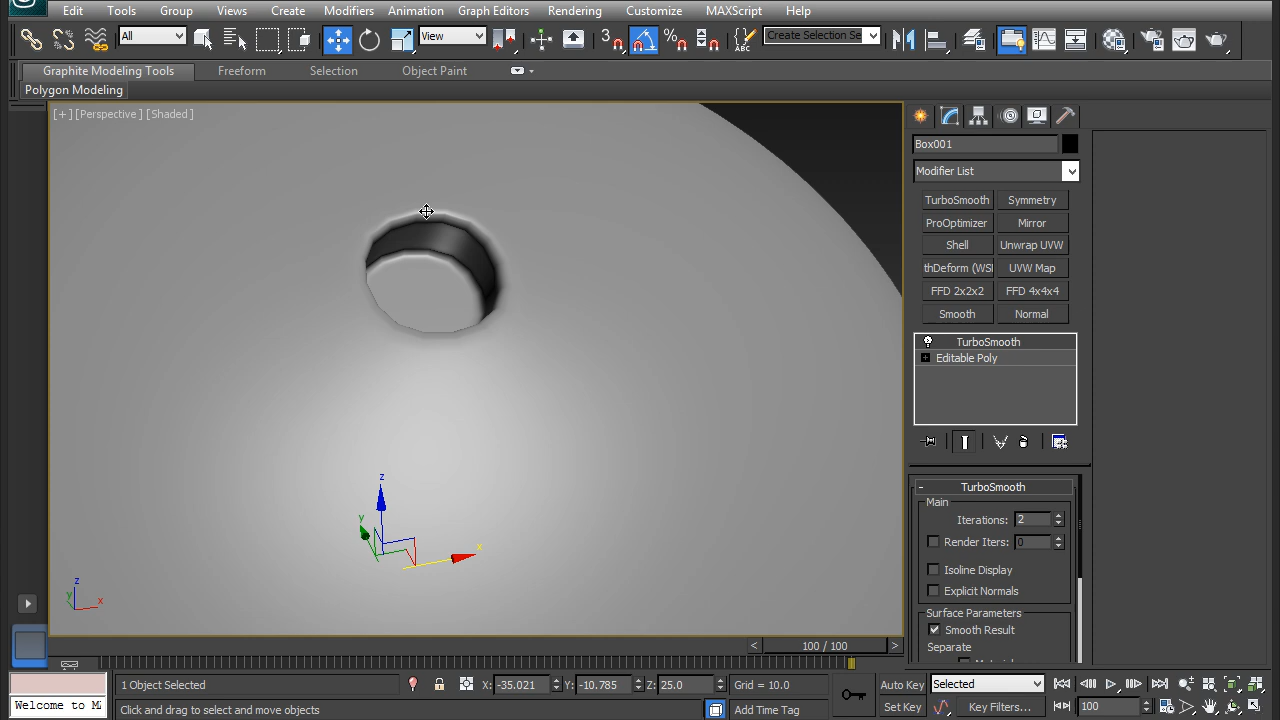 Edit Tools Group Views Create Modifiers Animation Graph Editors Rendering Customize MAXScript Help
All View 3 Create Selection Se
Graphite Modeling Tools Freeform Selection Object Paint
Polygon Modeling
[+] [Perspective] [Shaded]
Box001
Modifier List
TurboSmooth Symmetry
ProOptimizer Mirror
Shell Unwrap UVW
thDeform (WSI UVW Map
FFD 2x2x2 FFD 4x4x4
Smooth Normal
TurboSmooth
Editable Poly
- TurboSmooth
Main
Iterations: 2
Render Iters: 0
Isoline Display
Explicit Normals
Surface Parameters
Smooth Result
Separate
z
y
x
z
y
x
< 100 / 100 >
1 Object Selected X: -35.021 Y: -10.785 Z: 25.0 Grid = 10.0 Auto Key Selected
Welcome to M Click and drag to select and move objects Add Time Tag Set Key Key Filters... 100